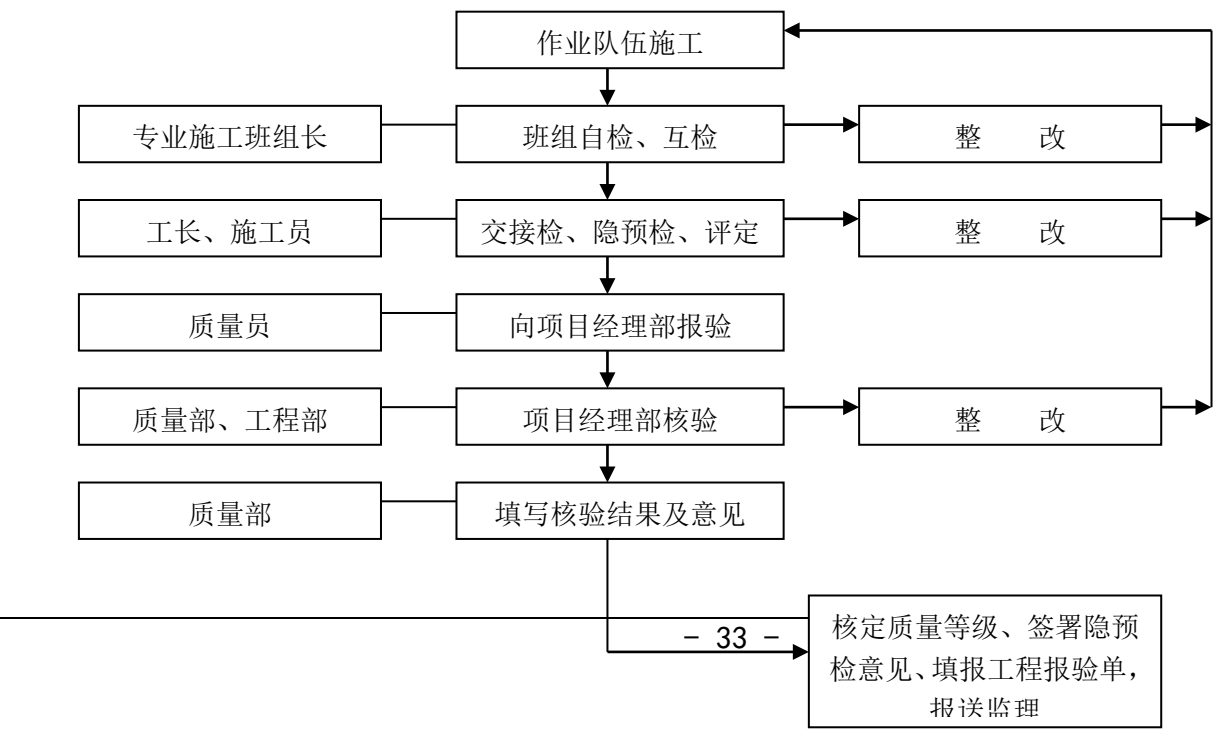 作业队伍施工
专业施工班组长
班组自检、互检
整 改
工长、施工员
交接检、隐预检、评定
整 改
质量员
向项目经理部报验
质量部、工程部
项目经理部核验
整 改
质量部
填写核验结果及意见
- 33 -
核定质量等级、签署隐预
检意见、填报工程报验单,
报送监理